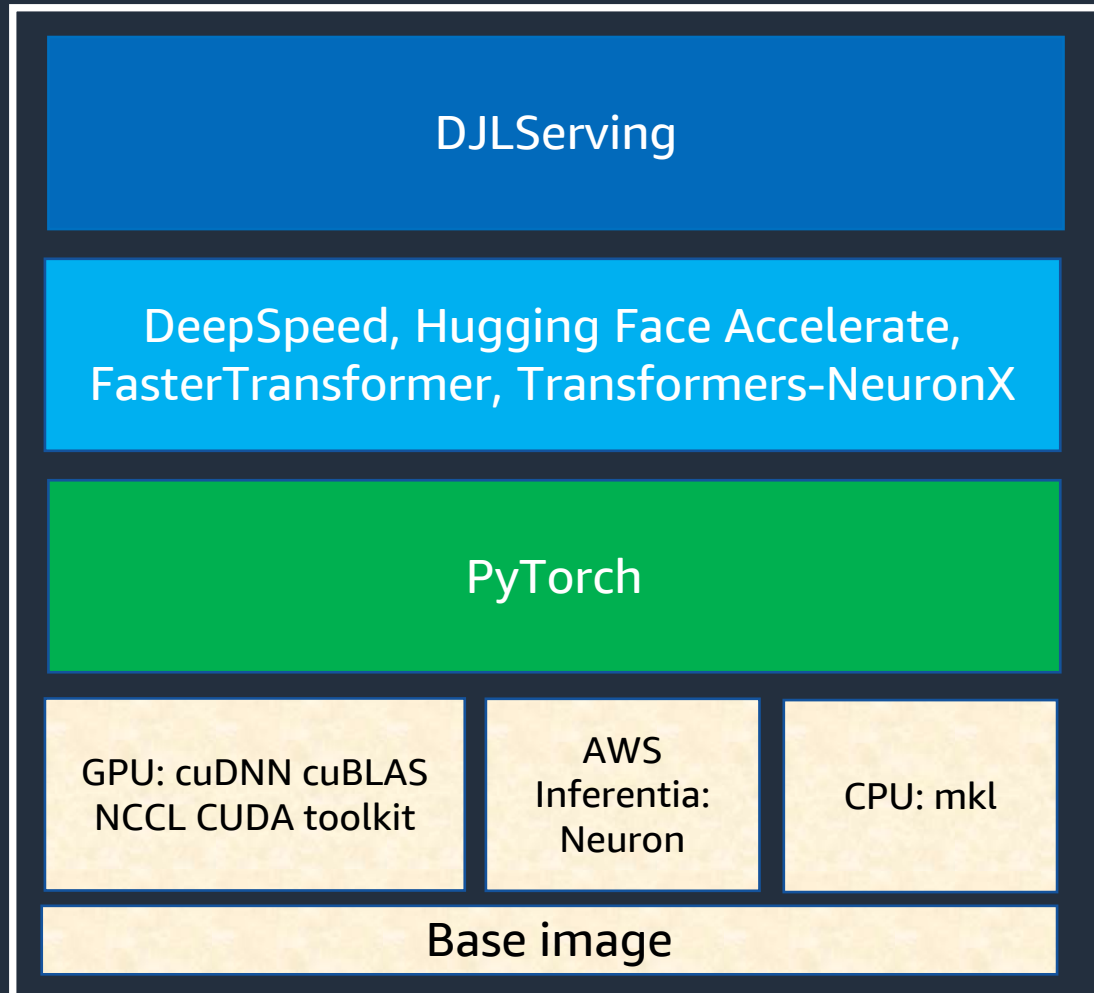 DJLServing
DeepSpeed, Hugging Face Accelerate,
FasterTransformer, Transformers-NeuronX
PyTorch
GPU: cuDNN cuBLAS
NCCL CUDA toolkit
AWS
Inferentia:
Neuron
CPU: mkl
Base image